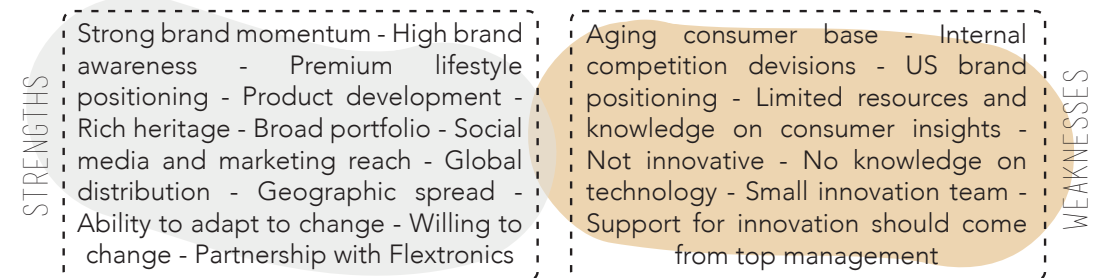 STRENGTHS
Strong brand momentum - High brand
awareness - Premium lifestyle
positioning - Product development -
Rich heritage - Broad portfolio - Social
media and marketing reach - Global
distribution - Geographic spread -
Ability to adapt to change - Willing to
change - Partnership with Flextronics
Aging consumer base - Internal
competition devisions - US brand
positioning - Limited resources and
knowledge on consumer insights -
Not innovative - No knowledge on
technology - Small innovation team -
Support for innovation should come
from top management
WEAKNESSES